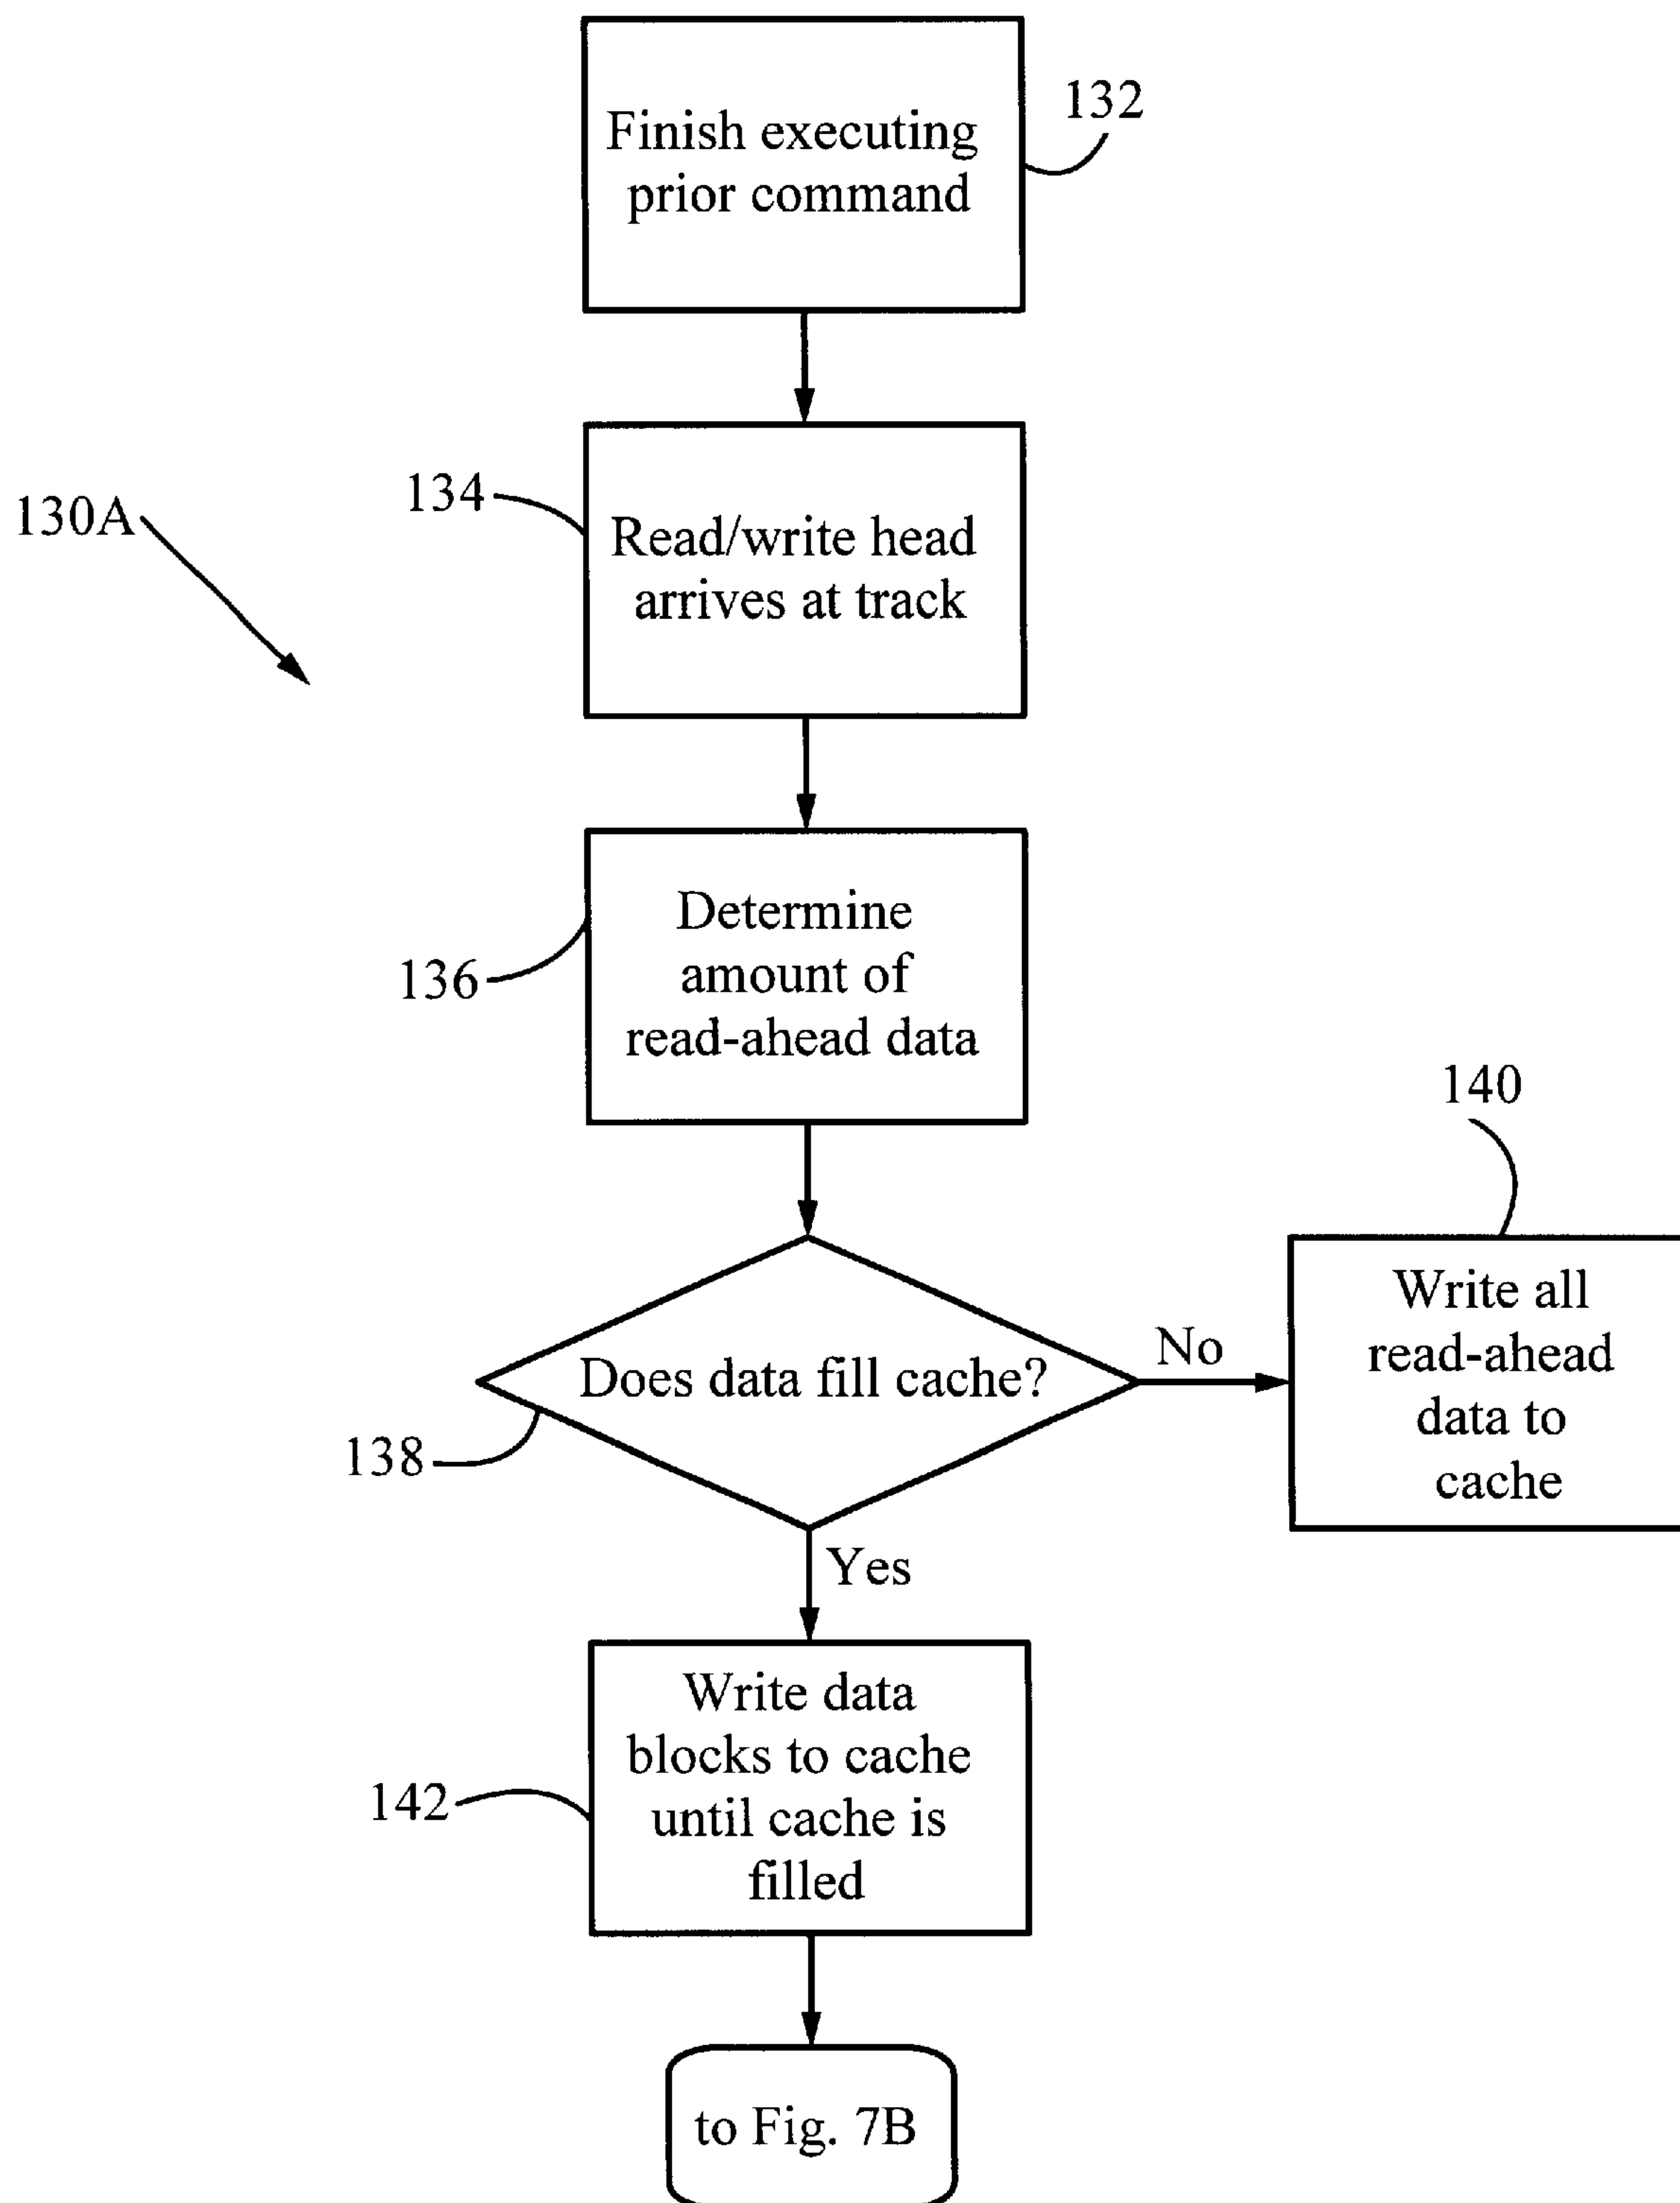 Finish executing
prior command
132
134
130A
Read/write head
arrives at track
Determine
amount of
read-ahead data
136
140
Does data fill cache?
No
Write all
read-ahead
data to
cache
138
Yes
Write data
blocks to cache
until cache is
filled
142
to Fig. 7B